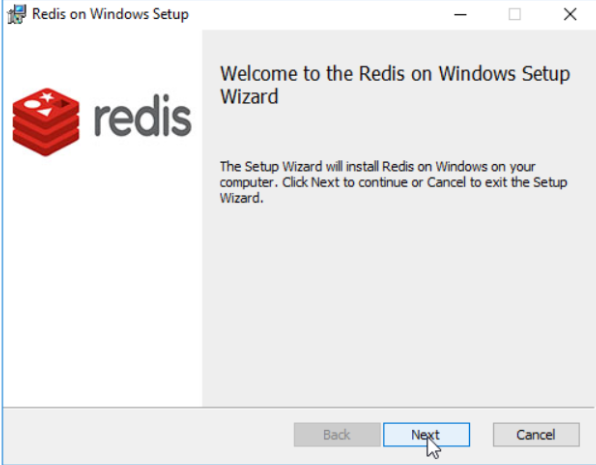 Redis on Windows Setup
Welcome to the Redis on Windows Setup
Wizard
redis
The Setup Wizard will install Redis on Windows on your
computer. Click Next to continue or Cancel to exit the Setup
Wizard.
Back
Next
Cancel